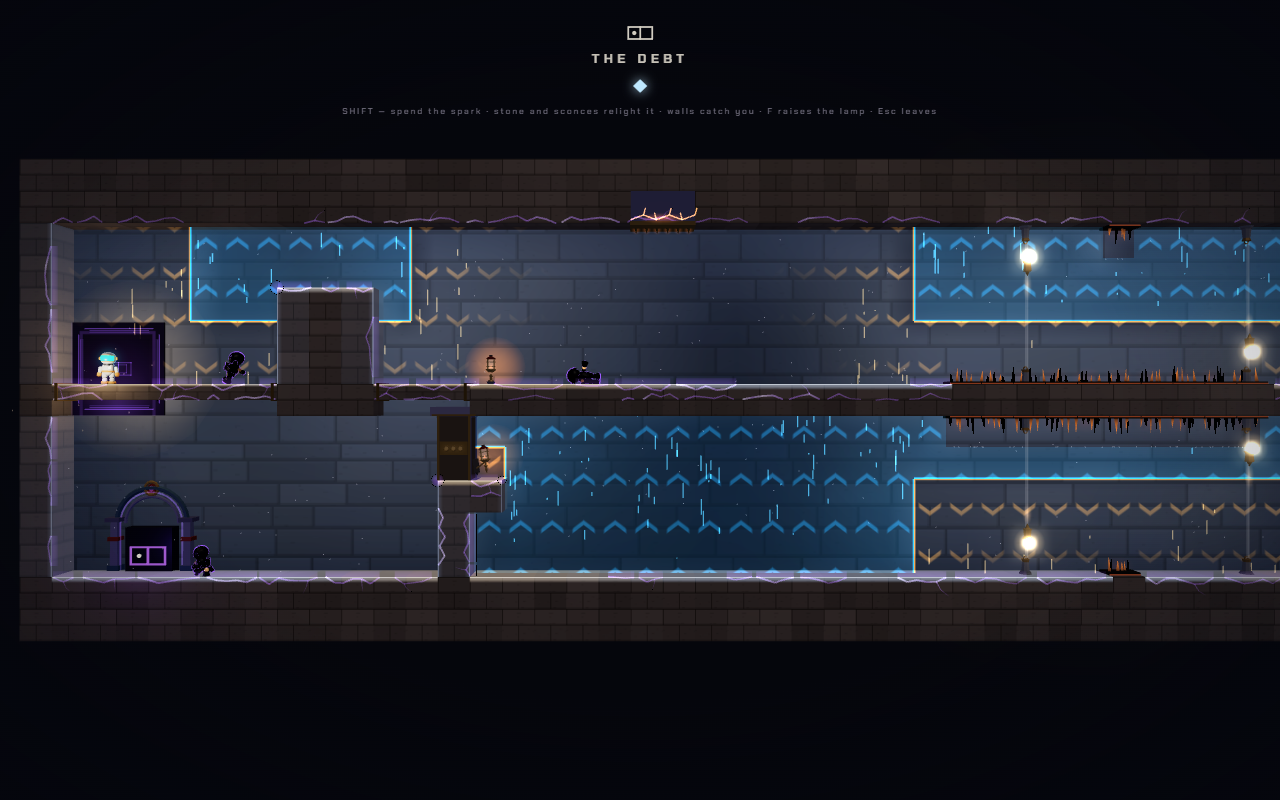 THE DEBT
SHIFT — spend the spark · stone and sconces relight it · walls catch you · F raises the lamp · Esc leaves